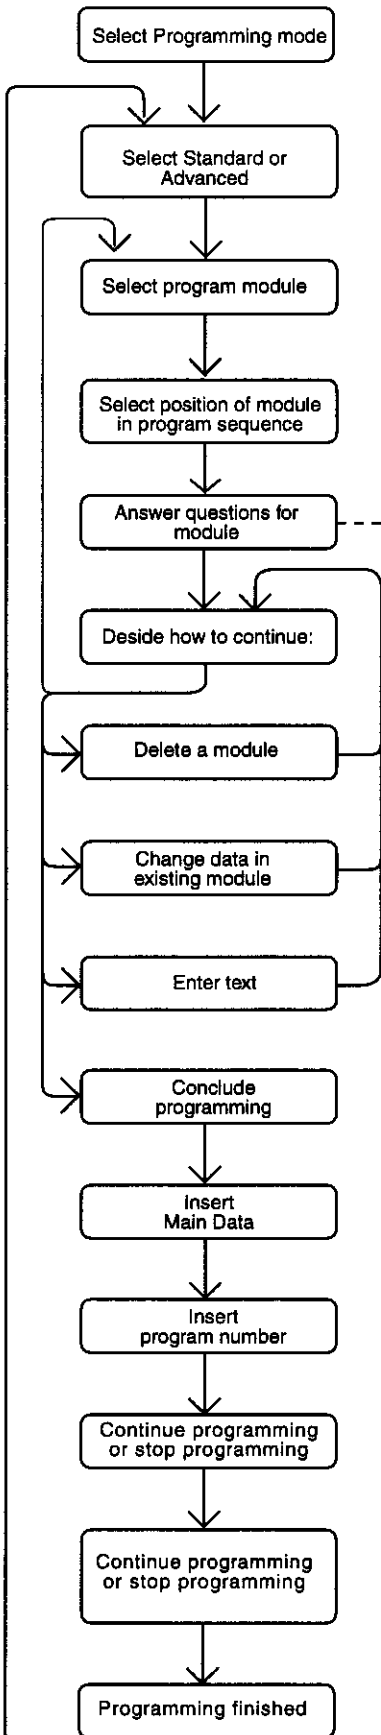 Select Programming mode
Select Standard or
Advanced
Select program module
Select position of module
in program sequence
Answer questions for
module
Deside how to continue:
Delete a module
Change data in
existing module
Enter text
Conclude
programming
Insert
Main Data
Insert
program number
Continue programming
or stop programming
Continue programming
or stop programming
Programming finished